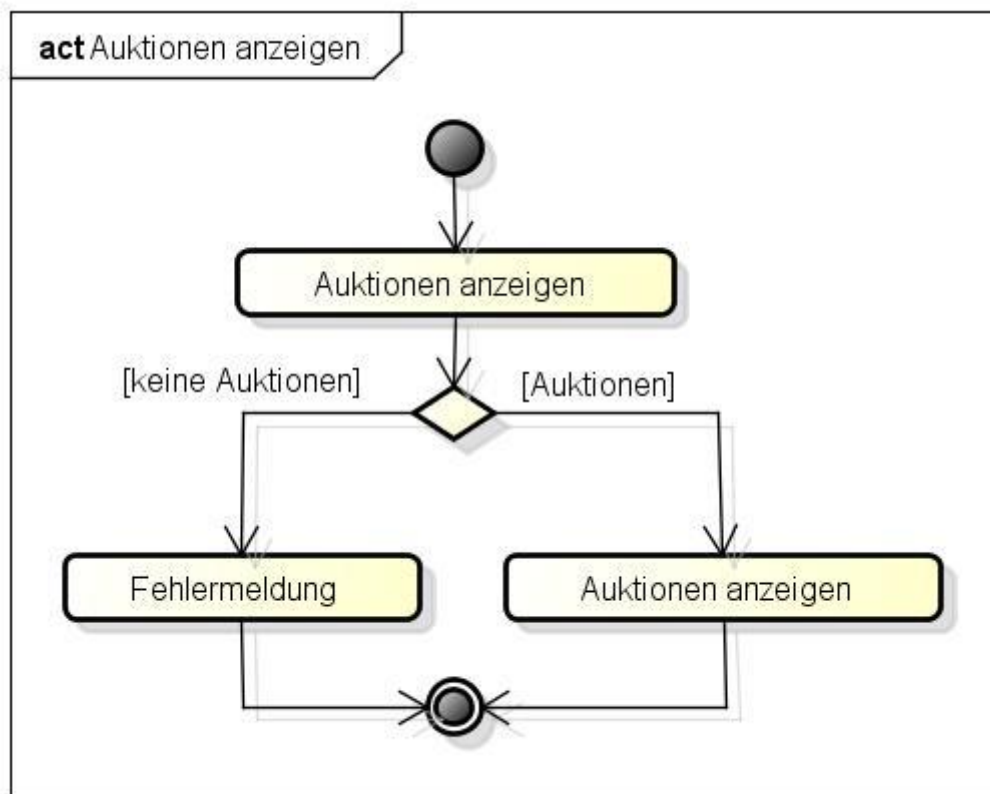 act Auktionen anzeigen
Auktionen anzeigen
[keine Auktionen]
[Auktionen]
Fehlermeldung
Auktionen anzeigen